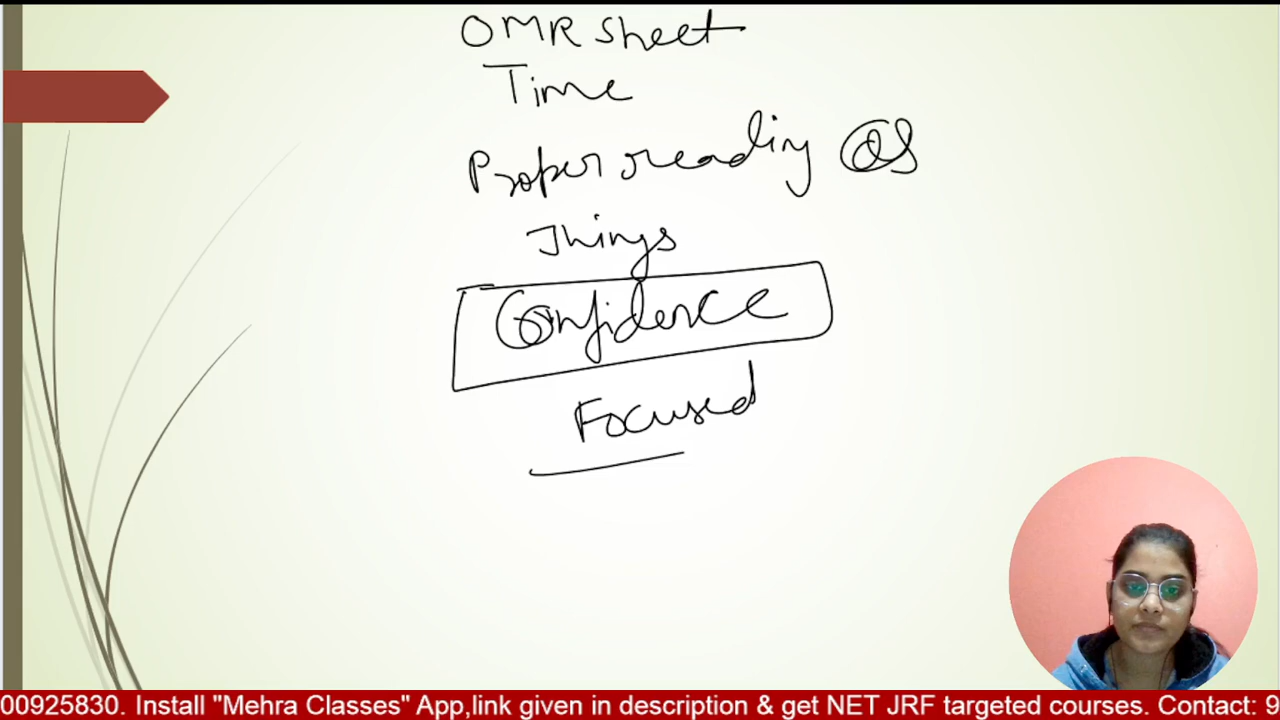 OMR sheet
Time
Proper reading Qs
Things
Confidence
Focused
00925830. Install "Mehra Classes" App,link given in description & get NET JRF targeted courses. Contact: 9